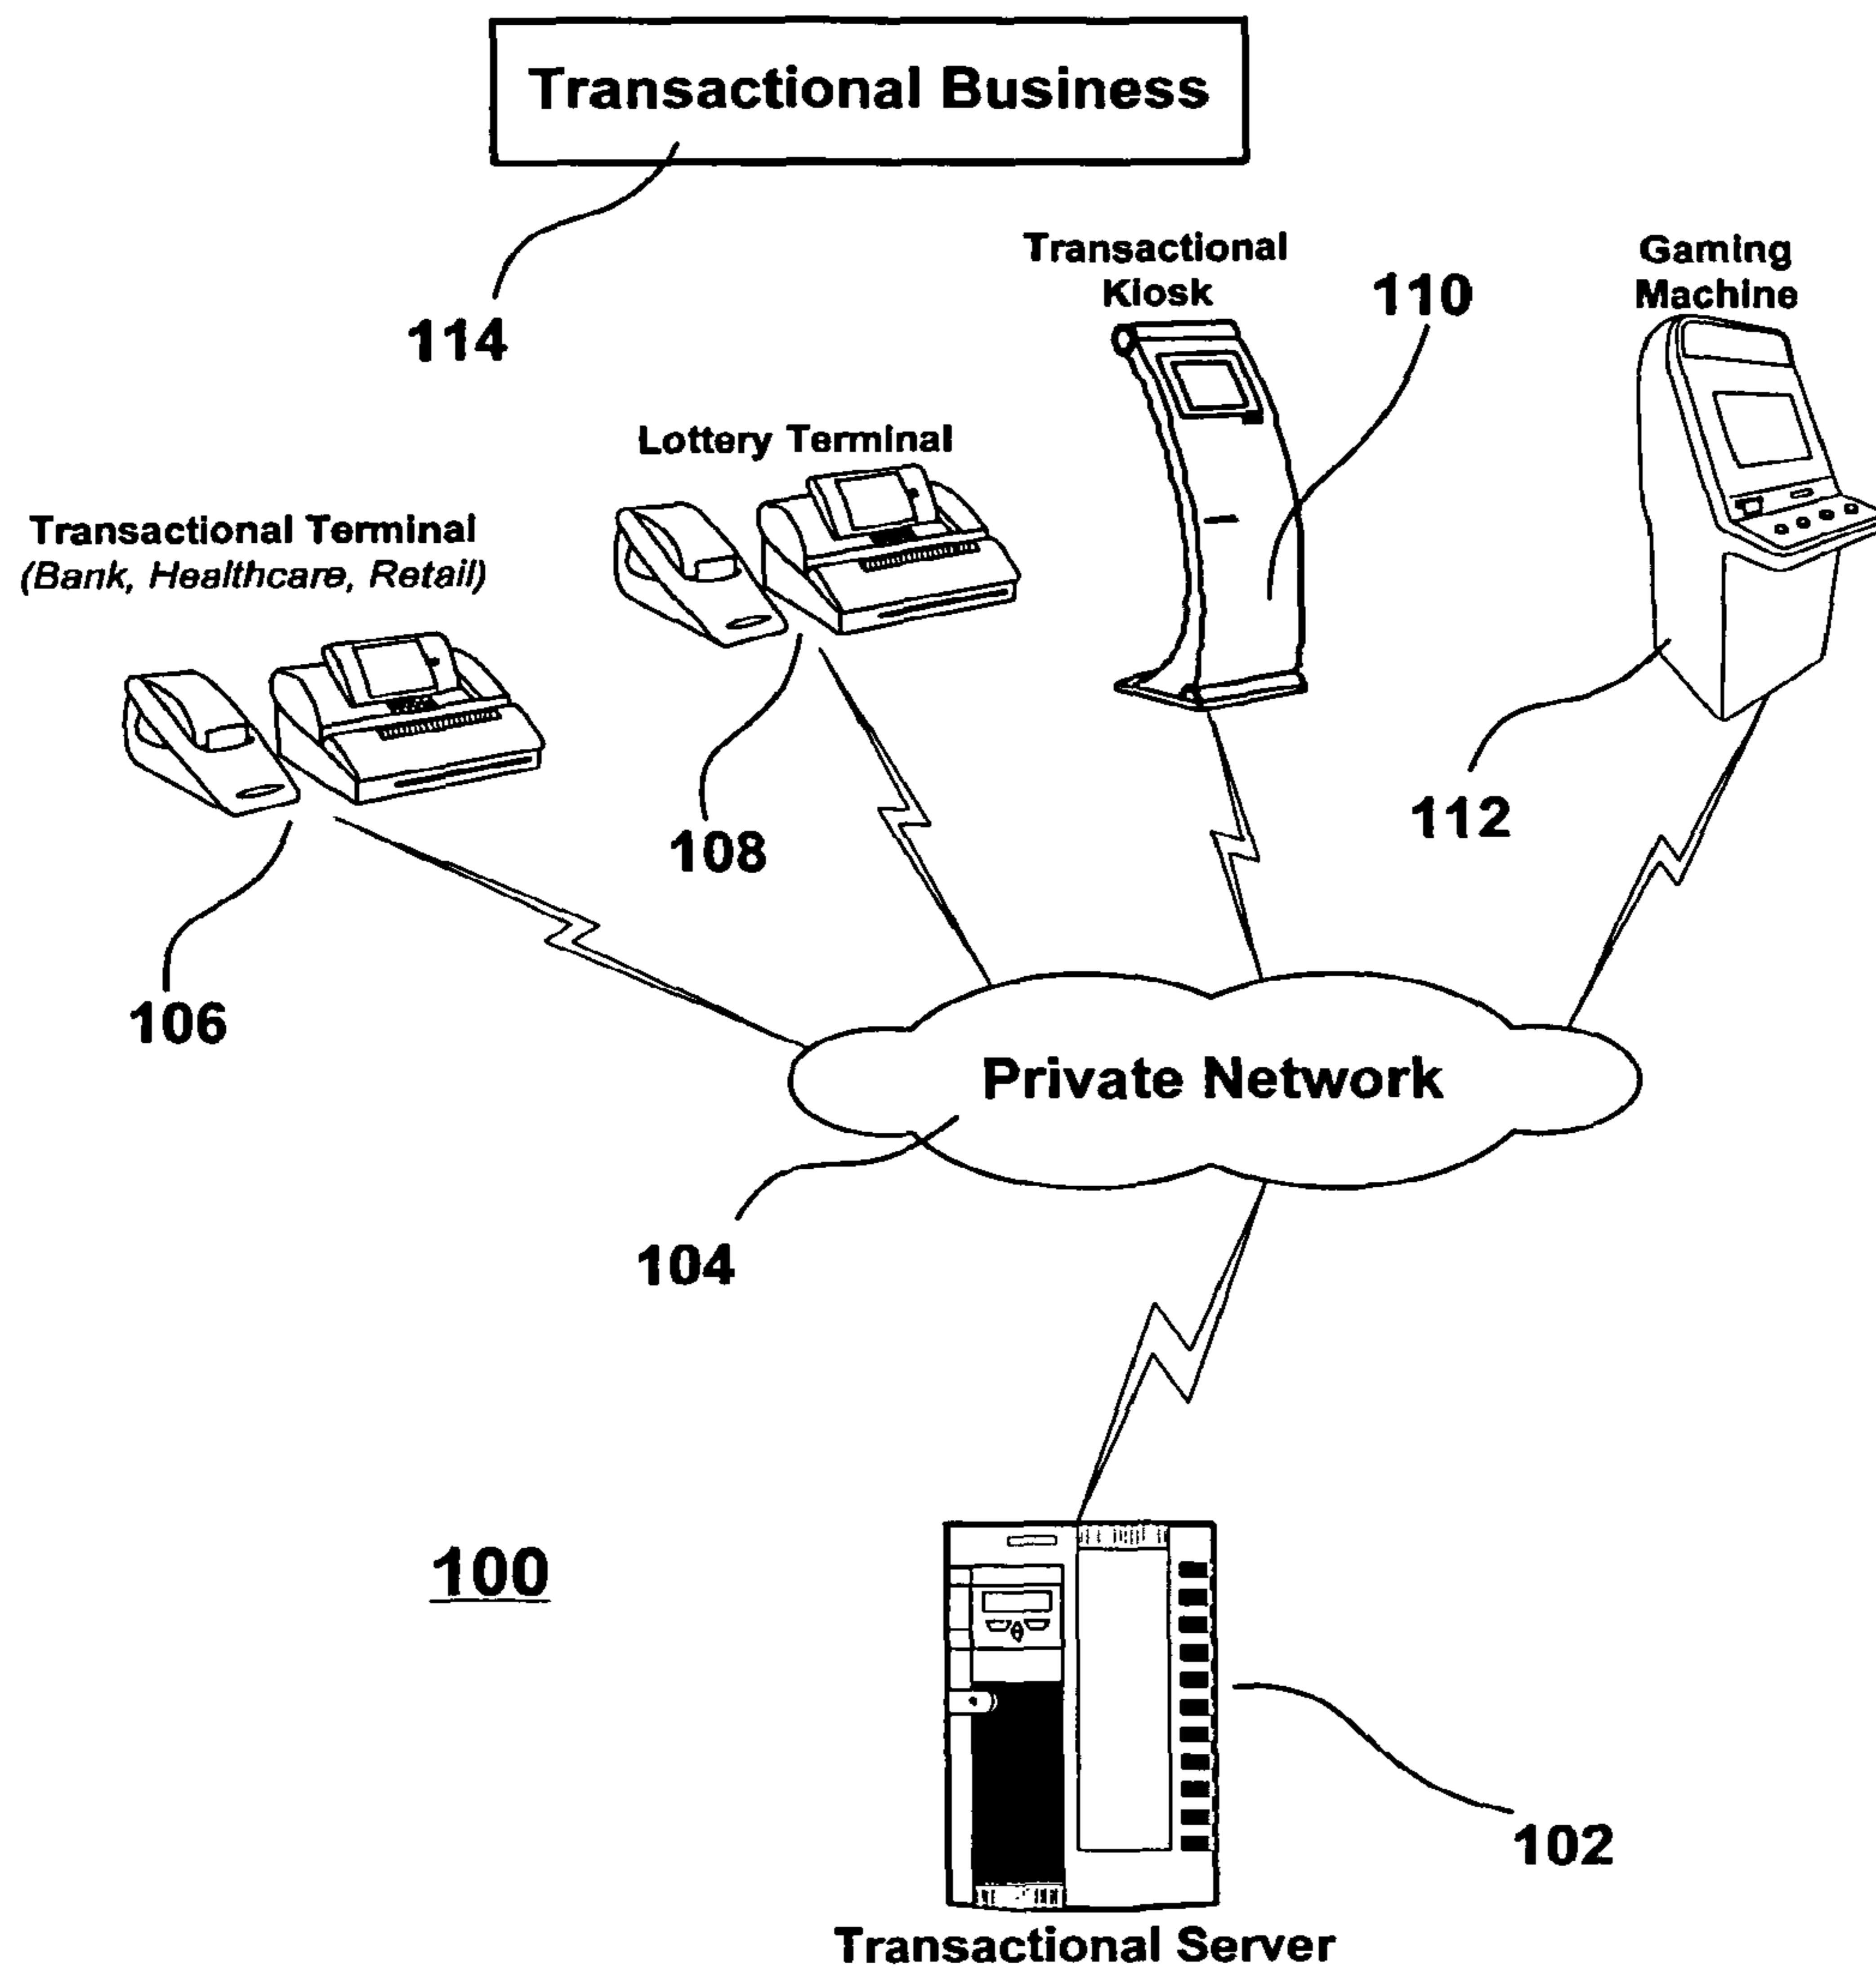 Transactional Business
114
Transactional
Kiosk
110
Gaming
Machine
Lottery Terminal
Transactional Terminal
(Bank, Healthcare, Retail)
112
108
106
Private Network
104
100
102
Transactional Server